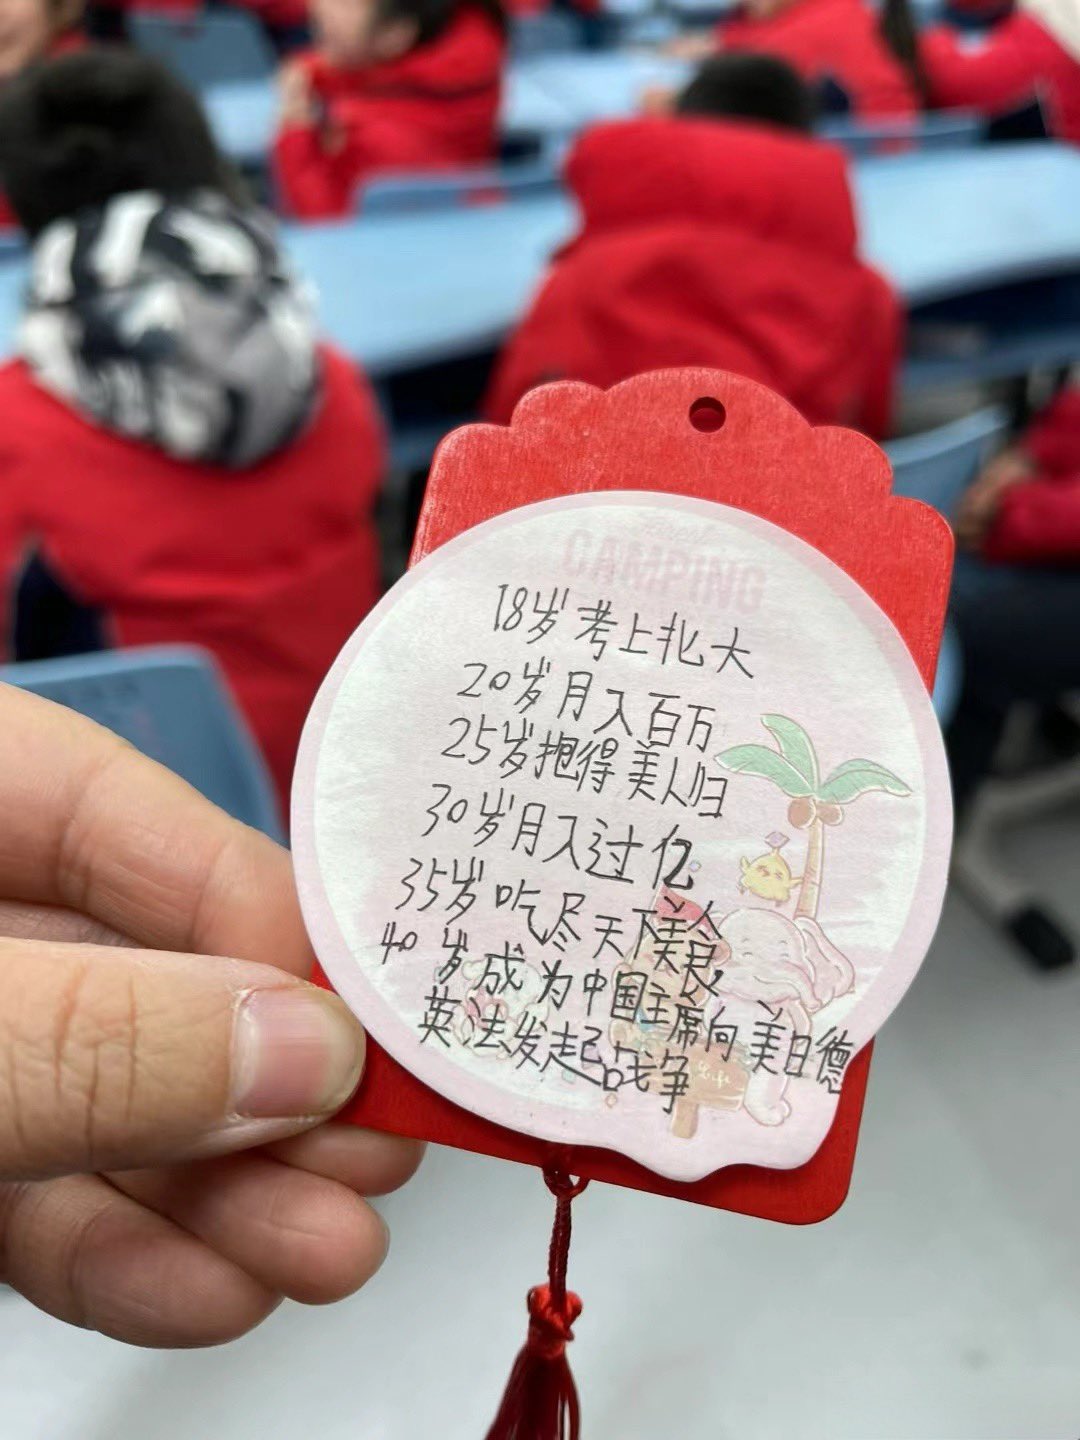 CAMPING
18岁考上北大
20岁月入百万
25岁抱得美人归
30岁月入过亿
35岁吃尽天下美食
40岁成为中国主席向美日德
英法发起战争